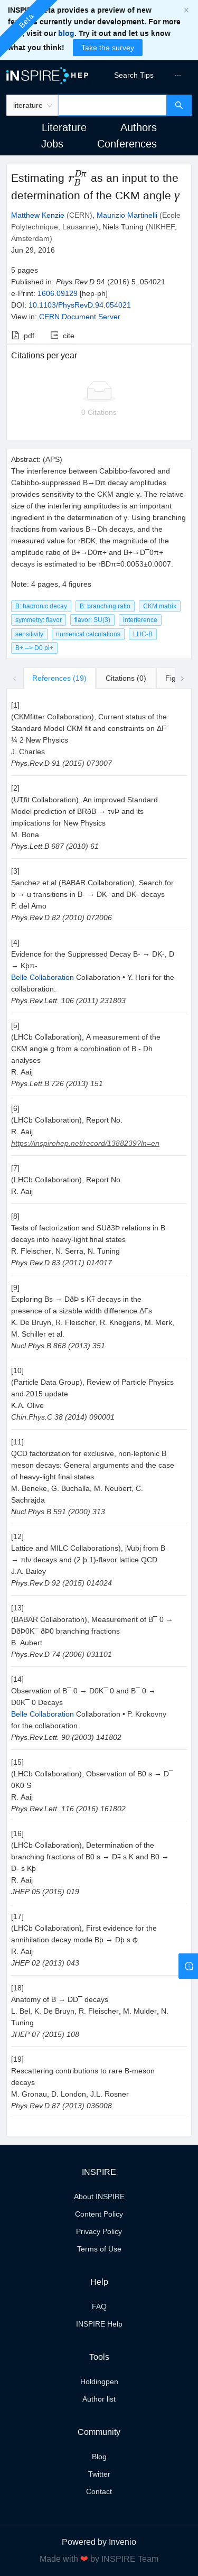 INSPIRE Beta provides a preview of new
features currently under development. For more
info, visit our blog. Try it out and let us know
what you think! Take the survey
Beta
x
INSPIRE HEP
Search Tips
···
literature
Literature Authors
Jobs Conferences
Estimating r_B^{Dπ} as an input to the
determination of the CKM angle γ
Matthew Kenzie (CERN), Maurizio Martinelli (Ecole
Polytechnique, Lausanne), Niels Tuning (NIKHEF,
Amsterdam)
Jun 29, 2016
5 pages
Published in: Phys.Rev.D 94 (2016) 5, 054021
e-Print: 1606.09129 [hep-ph]
DOI: 10.1103/PhysRevD.94.054021
View in: CERN Document Server
pdf cite
Citations per year
0 Citations
Abstract: (APS)
The interference between Cabibbo-favored and
Cabibbo-suppressed B→Dπ decay amplitudes
provides sensitivity to the CKM angle γ. The relative
size of the interfering amplitudes is an important
ingredient in the determination of γ. Using branching
fractions from various B→Dh decays, and the
measured value for rBDK, the magnitude of the
amplitude ratio of B+→D0π+ and B+→D¯0π+
decays is estimated to be rBDπ=0.0053±0.0007.
Note: 4 pages, 4 figures
B: hadronic decay B: branching ratio CKM matrix
symmetry: flavor flavor: SU(3) interference
sensitivity numerical calculations LHC-B
B+ --> D0 pi+
References (19) Citations (0) Fig
[1]
(CKMfitter Collaboration), Current status of the
Standard Model CKM fit and constraints on ΔF
¼ 2 New Physics
J. Charles
Phys.Rev.D 91 (2015) 073007
[2]
(UTfit Collaboration), An improved Standard
Model prediction of BRðB → τνÞ and its
implications for New Physics
M. Bona
Phys.Lett.B 687 (2010) 61
[3]
Sanchez et al (BABAR Collaboration), Search for
b → u transitions in B- → DK- and DK- decays
P. del Amo
Phys.Rev.D 82 (2010) 072006
[4]
Evidence for the Suppressed Decay B- → DK-, D
→ Kþπ-
Belle Collaboration Collaboration • Y. Horii for the
collaboration.
Phys.Rev.Lett. 106 (2011) 231803
[5]
(LHCb Collaboration), A measurement of the
CKM angle g from a combination of B - Dh
analyses
R. Aaij
Phys.Lett.B 726 (2013) 151
[6]
(LHCb Collaboration), Report No.
R. Aaij
https://inspirehep.net/record/1388239?ln=en
[7]
(LHCb Collaboration), Report No.
R. Aaij
[8]
Tests of factorization and SUð3Þ relations in B
decays into heavy-light final states
R. Fleischer, N. Serra, N. Tuning
Phys.Rev.D 83 (2011) 014017
[9]
Exploring Bs → DðÞ s K∓ decays in the
presence of a sizable width difference ΔΓs
K. De Bruyn, R. Fleischer, R. Knegjens, M. Merk,
M. Schiller et al.
Nucl.Phys.B 868 (2013) 351
[10]
(Particle Data Group), Review of Particle Physics
and 2015 update
K.A. Olive
Chin.Phys.C 38 (2014) 090001
[11]
QCD factorization for exclusive, non-leptonic B
meson decays: General arguments and the case
of heavy-light final states
M. Beneke, G. Buchalla, M. Neubert, C.
Sachrajda
Nucl.Phys.B 591 (2000) 313
[12]
Lattice and MILC Collaborations), jVubj from B
→ πlν decays and (2 þ 1)-flavor lattice QCD
J.A. Bailey
Phys.Rev.D 92 (2015) 014024
[13]
(BABAR Collaboration), Measurement of B¯ 0 →
DðÞ0K¯ ðÞ0 branching fractions
B. Aubert
Phys.Rev.D 74 (2006) 031101
[14]
Observation of B¯ 0 → D0K¯ 0 and B¯ 0 →
D0K¯ 0 Decays
Belle Collaboration Collaboration • P. Krokovny
for the collaboration.
Phys.Rev.Lett. 90 (2003) 141802
[15]
(LHCb Collaboration), Observation of B0 s → D¯
0K0 S
R. Aaij
Phys.Rev.Lett. 116 (2016) 161802
[16]
(LHCb Collaboration), Determination of the
branching fractions of B0 s → D∓ s K and B0 →
D- s Kþ
R. Aaij
JHEP 05 (2015) 019
[17]
(LHCb Collaboration), First evidence for the
annihilation decay mode Bþ → Dþ s ϕ
R. Aaij
JHEP 02 (2013) 043
[18]
Anatomy of B → DD¯ decays
L. Bel, K. De Bruyn, R. Fleischer, M. Mulder, N.
Tuning
JHEP 07 (2015) 108
[19]
Rescattering contributions to rare B-meson
decays
M. Gronau, D. London, J.L. Rosner
Phys.Rev.D 87 (2013) 036008
INSPIRE
About INSPIRE
Content Policy
Privacy Policy
Terms of Use
Help
FAQ
INSPIRE Help
Tools
Holdingpen
Author list
Community
Blog
Twitter
Contact
Powered by Invenio
Made with ❤ by INSPIRE Team